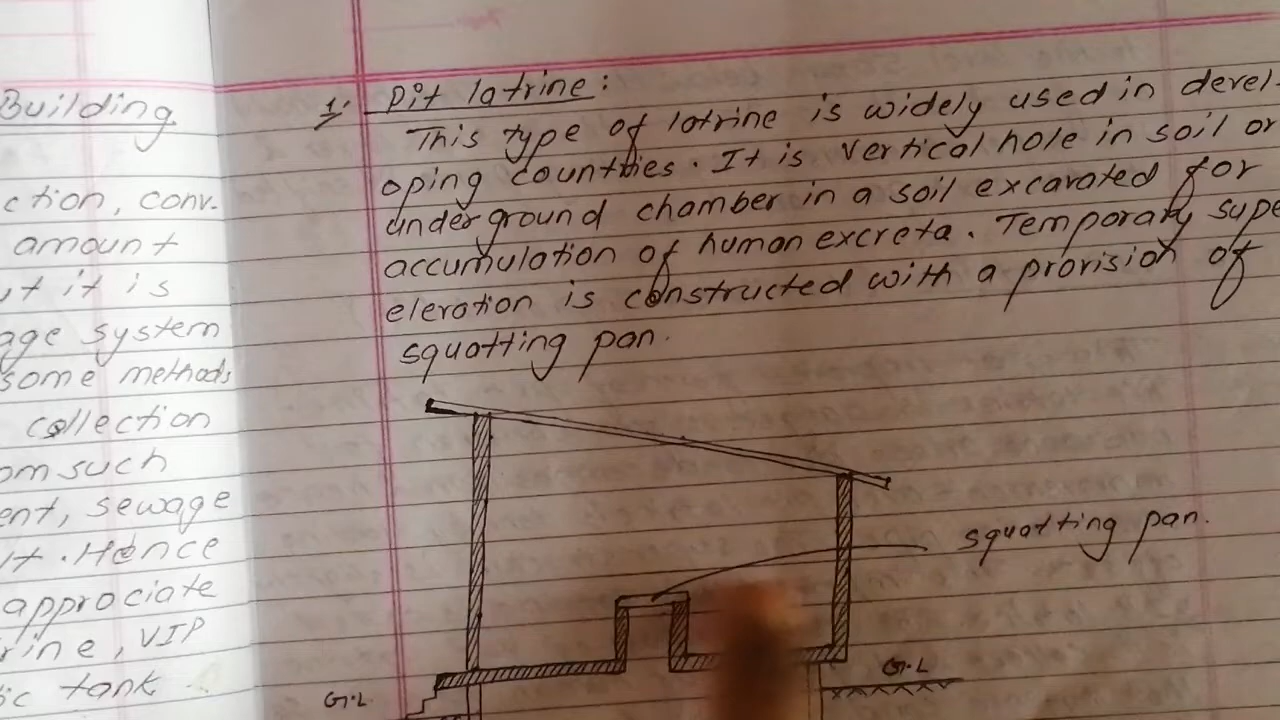 Building
ction, conv.
amount
ut it is
age system
some methods
collection
om such
ent, sewage
it. Hence
approciate
rine, VIP
ic tank
1. Pit latrine:
This type of latrine is widely used in devel-
oping countries. It is vertical hole in soil or
underground chamber in a soil excavated for
accumulation of human excreta. Temporary supe
elevation is constructed with a provision of
squatting pan.
squatting pan.
G.L
G.L